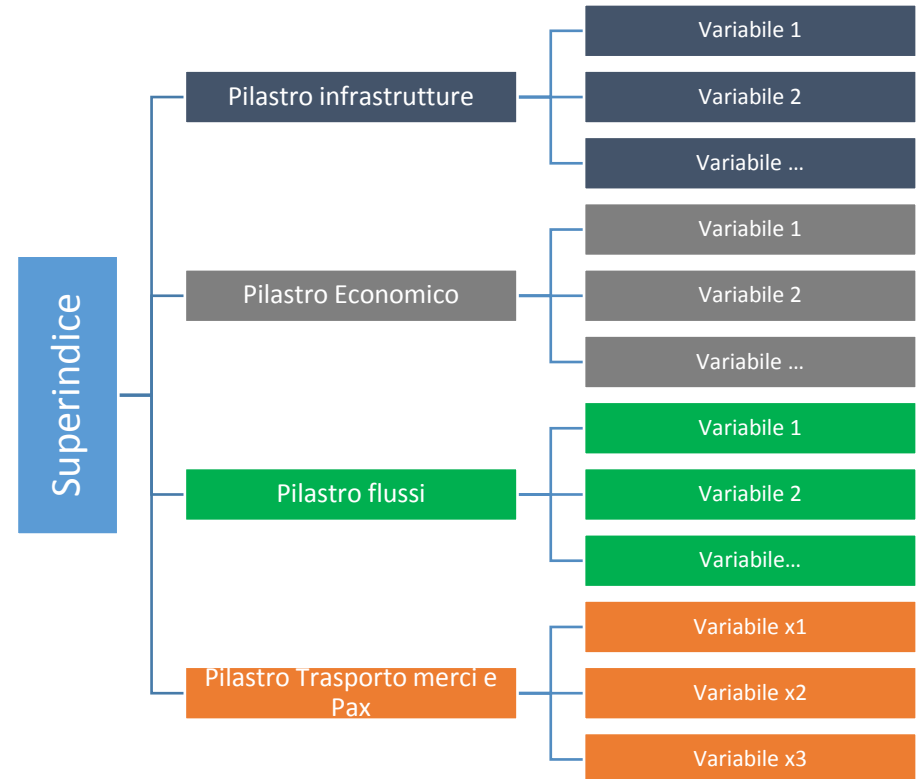 Superindice
Pilastro infrastrutture
Variabile 1
Variabile 2
Variabile ...
Pilastro Economico
Variabile 1
Variabile 2
Variabile ...
Pilastro flussi
Variabile 1
Variabile 2
Variabile...
Pilastro Trasporto merci e
Pax
Variabile x1
Variabile x2
Variabile x3